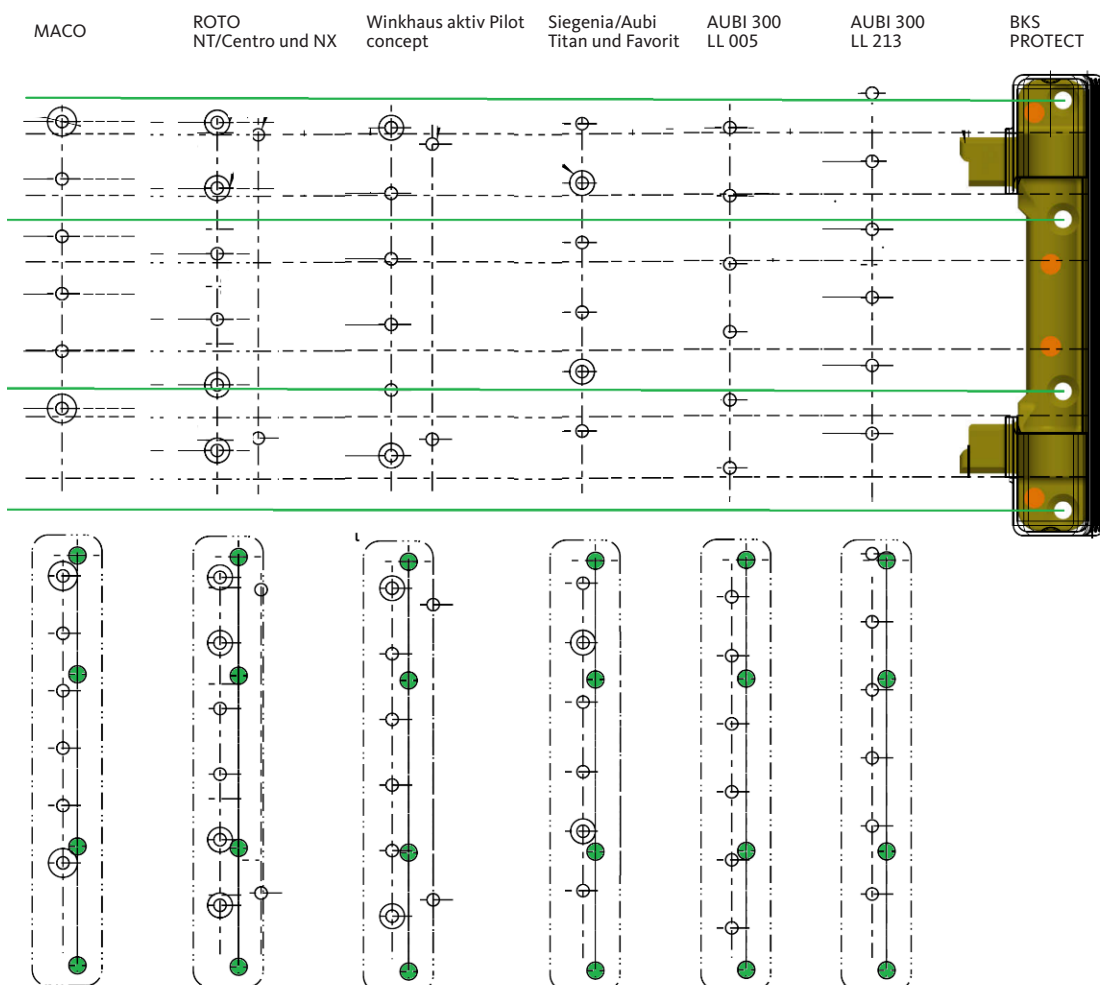 MACO
ROTO
NT/Centro und NX
Winkhaus aktiv Pilot
concept
Siegenia/Aubi
Titan und Favorit
AUBI 300
LL 005
AUBI 300
LL 213
BKS
PROTECT